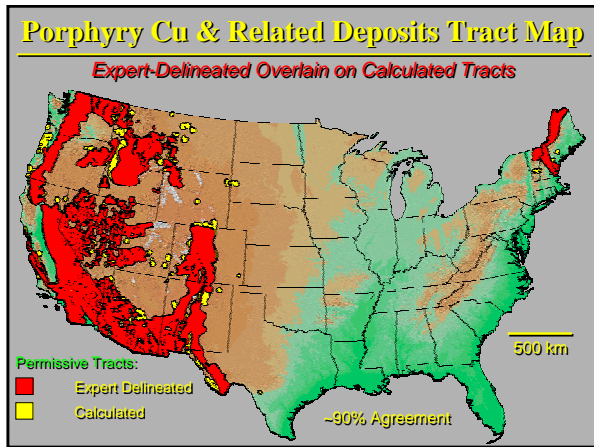 Porphyry Cu & Related Deposits Tract Map
Expert-Delineated Overlain on Calculated Tracts
500 km
Permissive Tracts:
Expert Delineated
Calculated
~90% Agreement